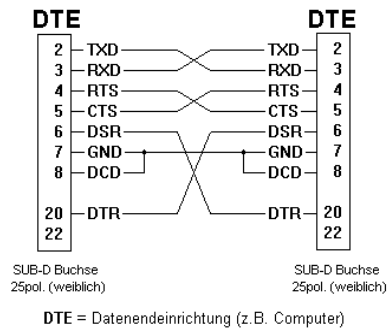 DTE DTE
2 TXD TXD 2
3 RXD RXD 3
4 RTS RTS 4
5 CTS CTS 5
6 DSR DSR 6
7 GND GND 7
8 DCD DCD 8
20 DTR DTR 20
22 22
SUB-D Buchse SUB-D Buchse
25pol. (weiblich) 25pol. (weiblich)
DTE = Datenendeinrichtung (z.B. Computer)